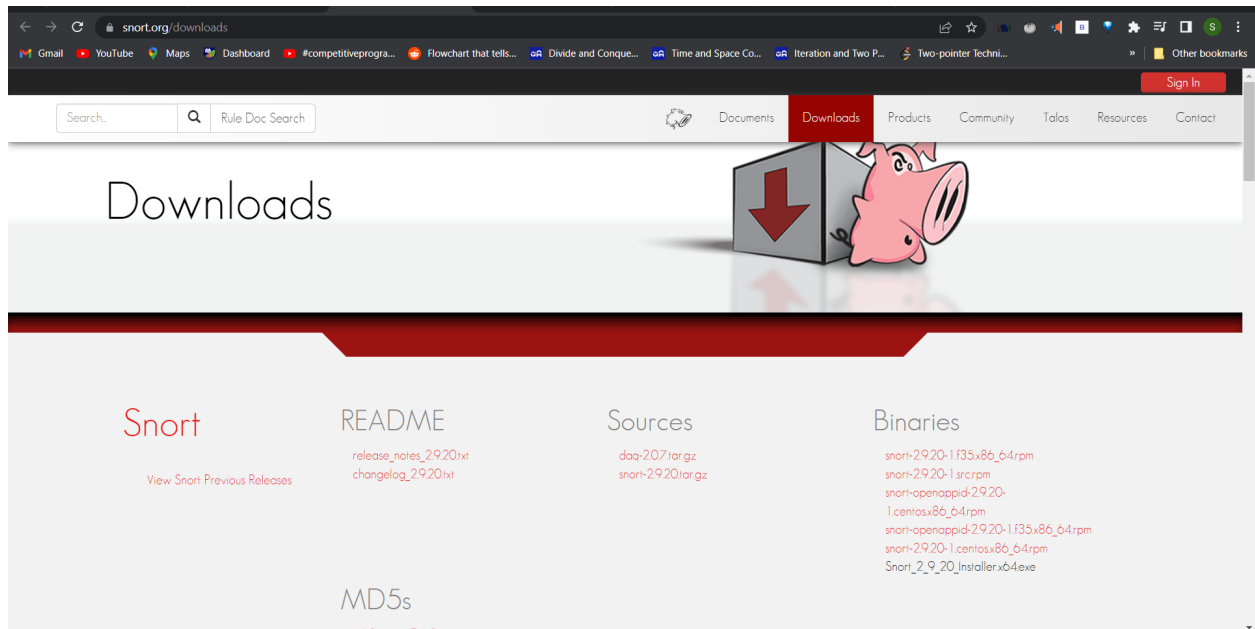 snort.org/downloads
S
Gmail YouTube Maps Dashboard #competitiveprogra... Flowchart that tells... Divide and Conque... Time and Space Co... Iteration and Two P... Two-pointer Techni... » Other bookmarks
Sign In
Search.. Rule Doc Search Documents Downloads Products Community Talos Resources Contact
Downloads
Snort
View Snort Previous Releases
README
release_notes_2.9.20.txt
changelog_2.9.20.txt
Sources
daq-2.0.7.tar.gz
snort-2.9.20.tar.gz
Binaries
snort-2.9.20-1.f35.x86_64.rpm
snort-2.9.20-1.src.rpm
snort-openappid-2.9.20-
1.centos.x86_64.rpm
snort-openappid-2.9.20-1.f35.x86_64.rpm
snort-2.9.20-1.centos.x86_64.rpm
Snort_2_9_20_Installer.x64.exe
MD5s